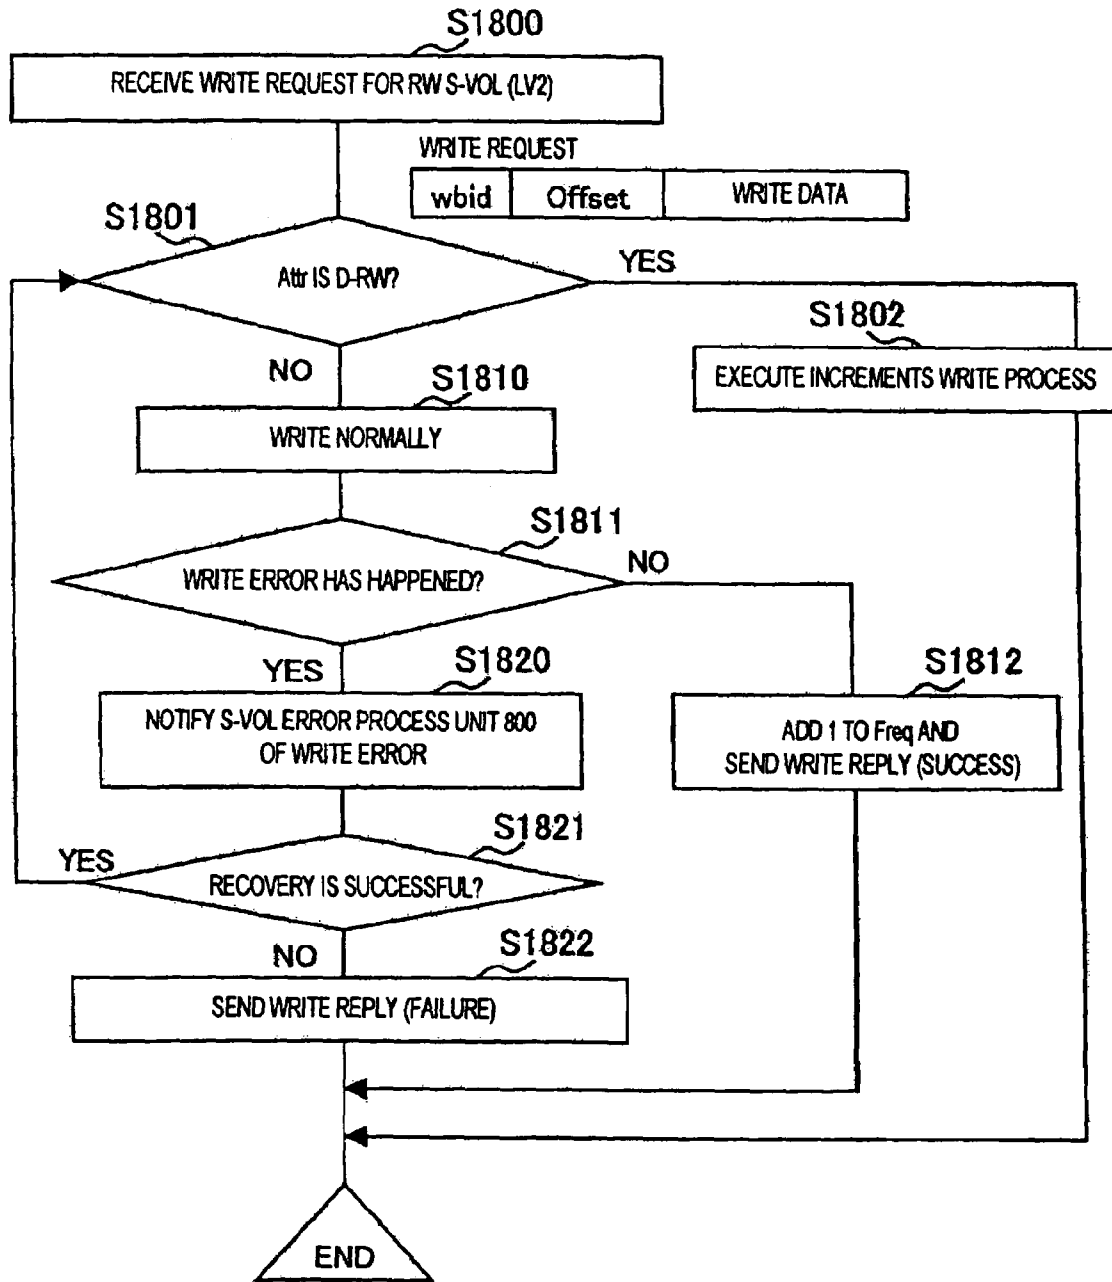 S1800
RECEIVE WRITE REQUEST FOR RW S-VOL (LV2)
WRITE REQUEST
wbid Offset WRITE DATA
S1801
Attr IS D-RW?
YES
S1802
EXECUTE INCREMENTS WRITE PROCESS
NO
S1810
WRITE NORMALLY
S1811
WRITE ERROR HAS HAPPENED?
NO
YES
S1820
NOTIFY S-VOL ERROR PROCESS UNIT 800
OF WRITE ERROR
S1812
ADD 1 TO Freq AND
SEND WRITE REPLY (SUCCESS)
S1821
YES
RECOVERY IS SUCCESSFUL?
NO
S1822
SEND WRITE REPLY (FAILURE)
END